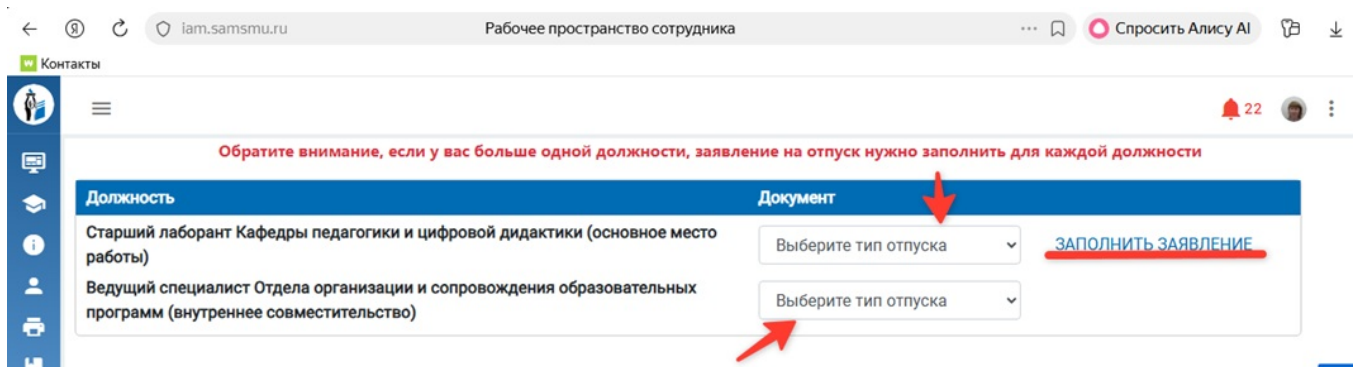 iam.samsmu.ru Рабочее пространство сотрудника Спросить Алису AI
Контакты
22
Обратите внимание, если у вас больше одной должности, заявление на отпуск нужно заполнить для каждой должности
Должность Документ
Старший лаборант Кафедры педагогики и цифровой дидактики (основное место
работы)
Выберите тип отпуска ЗАПОЛНИТЬ ЗАЯВЛЕНИЕ
Ведущий специалист Отдела организации и сопровождения образовательных
программ (внутреннее совместительство)
Выберите тип отпуска